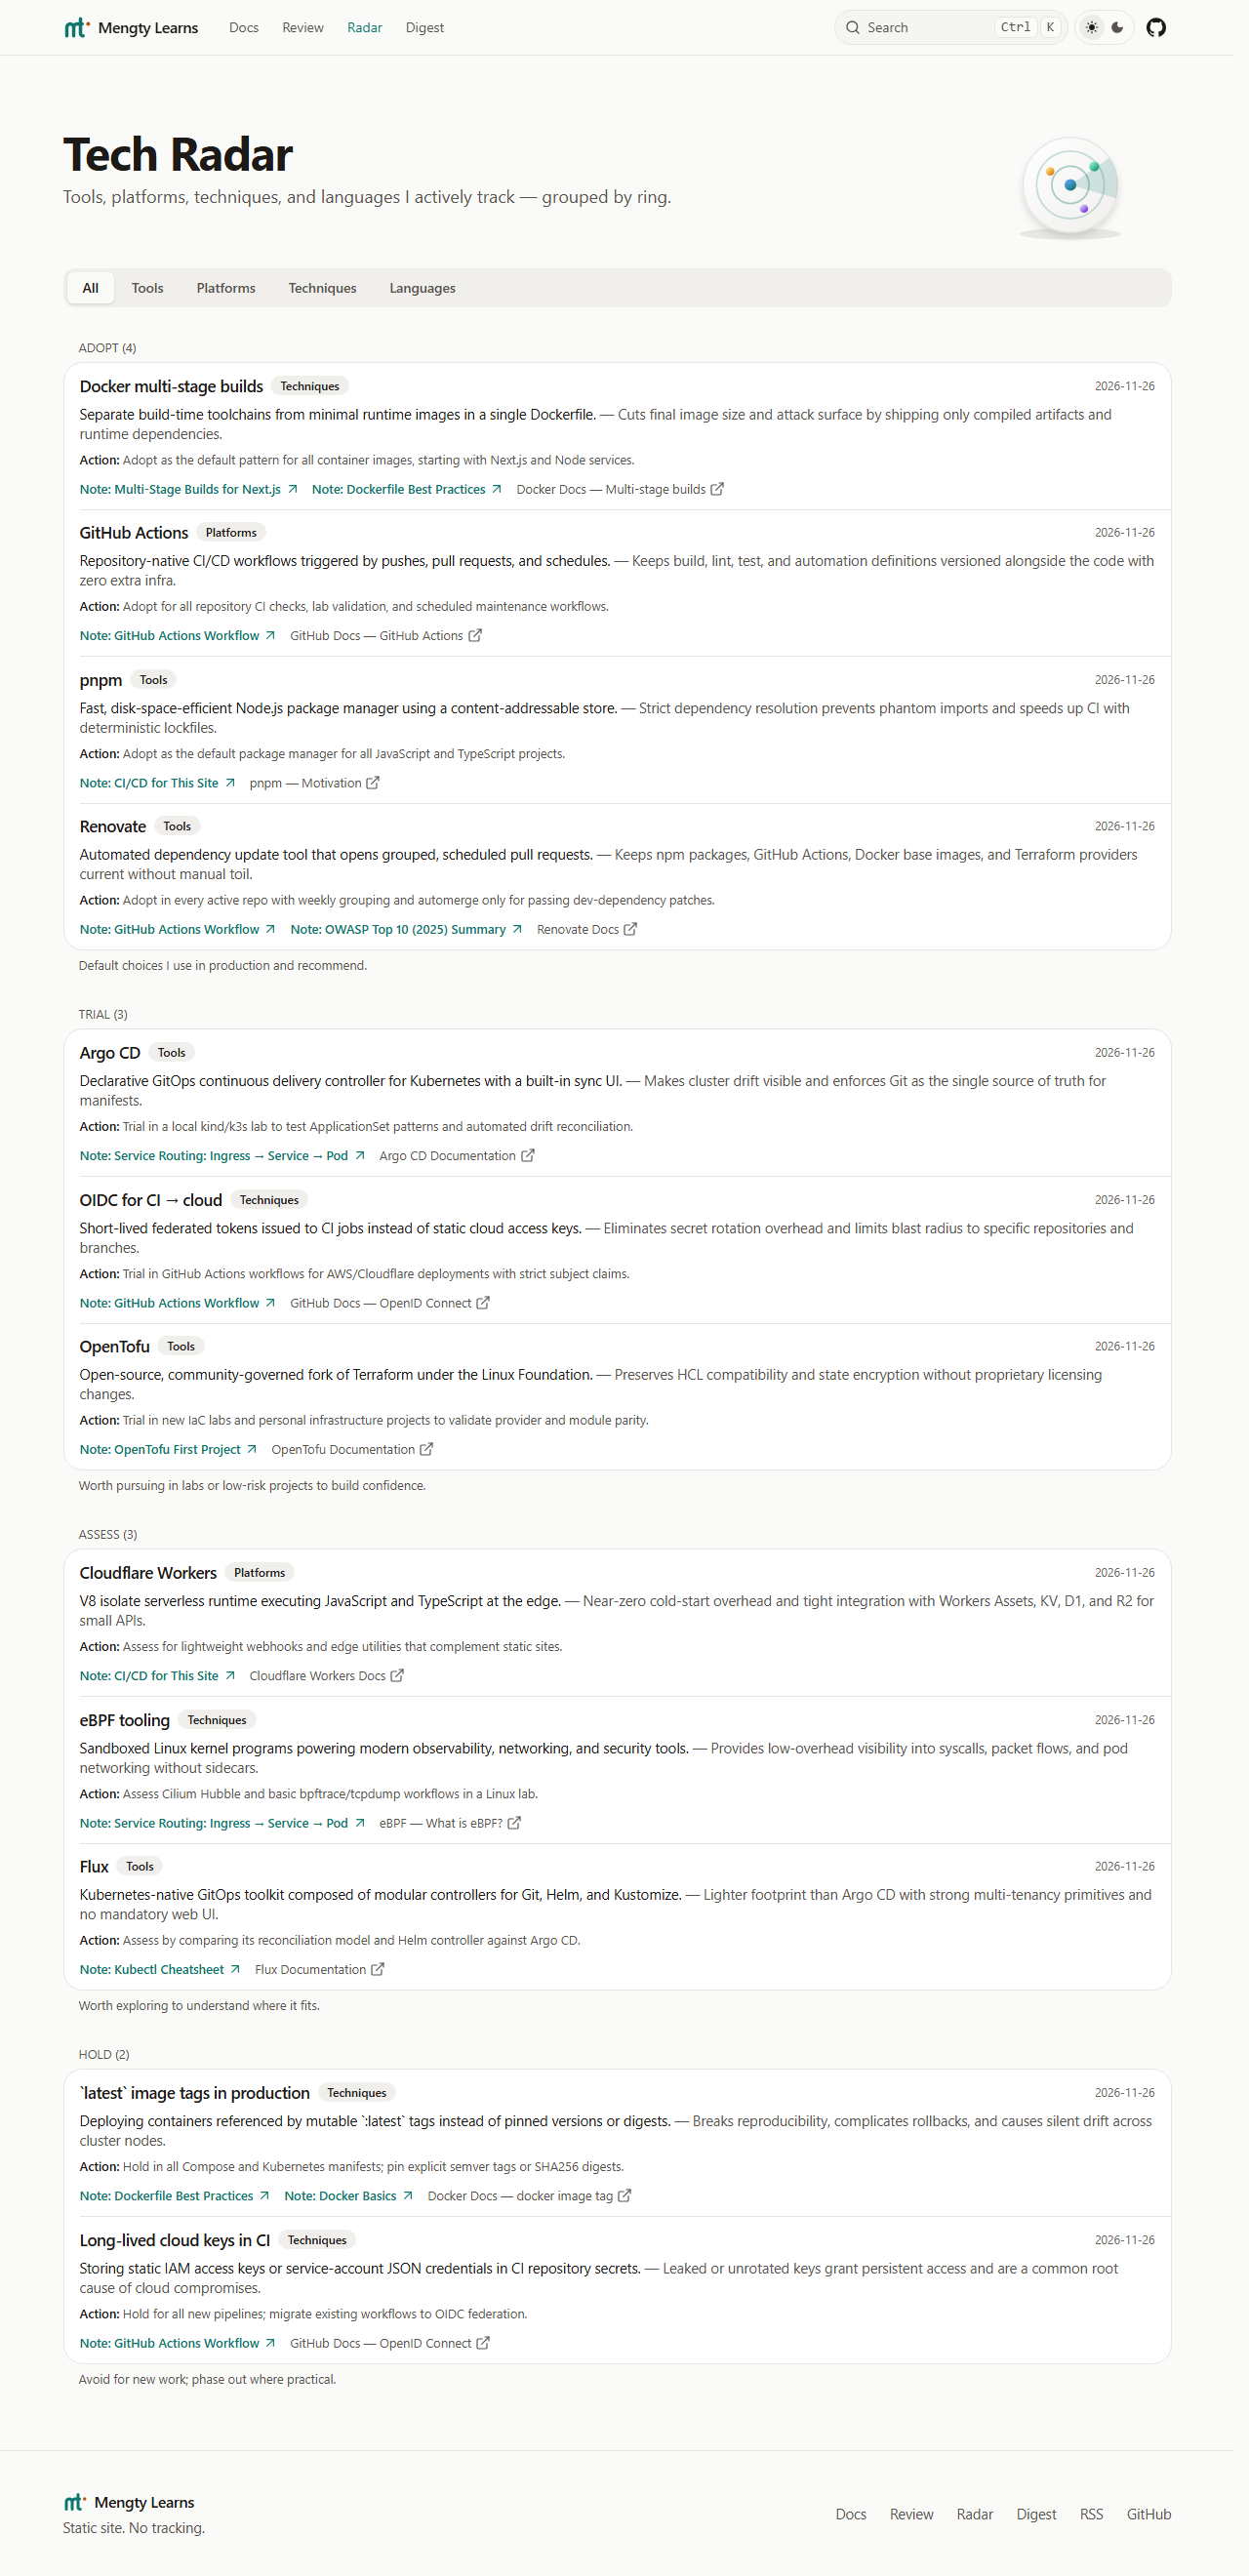 Mengty Learns
Docs
Review
Radar
Digest
Search
Ctrl
K
Tech Radar
Tools, platforms, techniques, and languages I actively track — grouped by ring.
All
Tools
Platforms
Techniques
Languages
ADOPT (4)
Docker multi-stage builds
Techniques
2026-11-26
Separate build-time toolchains from minimal runtime images in a single Dockerfile. — Cuts final image size and attack surface by shipping only compiled artifacts and
runtime dependencies.
Action: Adopt as the default pattern for all container images, starting with Next.js and Node services.
Note: Multi-Stage Builds for Next.js
Note: Dockerfile Best Practices
Docker Docs — Multi-stage builds
GitHub Actions
Platforms
2026-11-26
Repository-native CI/CD workflows triggered by pushes, pull requests, and schedules. — Keeps build, lint, test, and automation definitions versioned alongside the code with
zero extra infra.
Action: Adopt for all repository CI checks, lab validation, and scheduled maintenance workflows.
Note: GitHub Actions Workflow
GitHub Docs — GitHub Actions
pnpm
Tools
2026-11-26
Fast, disk-space-efficient Node.js package manager using a content-addressable store. — Strict dependency resolution prevents phantom imports and speeds up CI with
deterministic lockfiles.
Action: Adopt as the default package manager for all JavaScript and TypeScript projects.
Note: CI/CD for This Site
pnpm — Motivation
Renovate
Tools
2026-11-26
Automated dependency update tool that opens grouped, scheduled pull requests. — Keeps npm packages, GitHub Actions, Docker base images, and Terraform providers
current without manual toil.
Action: Adopt in every active repo with weekly grouping and automerge only for passing dev-dependency patches.
Note: GitHub Actions Workflow
Note: OWASP Top 10 (2025) Summary
Renovate Docs
Default choices I use in production and recommend.
TRIAL (3)
Argo CD
Tools
2026-11-26
Declarative GitOps continuous delivery controller for Kubernetes with a built-in sync UI. — Makes cluster drift visible and enforces Git as the single source of truth for
manifests.
Action: Trial in a local kind/k3s lab to test ApplicationSet patterns and automated drift reconciliation.
Note: Service Routing: Ingress → Service → Pod
Argo CD Documentation
OIDC for CI → cloud
Techniques
2026-11-26
Short-lived federated tokens issued to CI jobs instead of static cloud access keys. — Eliminates secret rotation overhead and limits blast radius to specific repositories and
branches.
Action: Trial in GitHub Actions workflows for AWS/Cloudflare deployments with strict subject claims.
Note: GitHub Actions Workflow
GitHub Docs — OpenID Connect
OpenTofu
Tools
2026-11-26
Open-source, community-governed fork of Terraform under the Linux Foundation. — Preserves HCL compatibility and state encryption without proprietary licensing
changes.
Action: Trial in new IaC labs and personal infrastructure projects to validate provider and module parity.
Note: OpenTofu First Project
OpenTofu Documentation
Worth pursuing in labs or low-risk projects to build confidence.
ASSESS (3)
Cloudflare Workers
Platforms
2026-11-26
V8 isolate serverless runtime executing JavaScript and TypeScript at the edge. — Near-zero cold-start overhead and tight integration with Workers Assets, KV, D1, and R2 for
small APIs.
Action: Assess for lightweight webhooks and edge utilities that complement static sites.
Note: CI/CD for This Site
Cloudflare Workers Docs
eBPF tooling
Techniques
2026-11-26
Sandboxed Linux kernel programs powering modern observability, networking, and security tools. — Provides low-overhead visibility into syscalls, packet flows, and pod
networking without sidecars.
Action: Assess Cilium Hubble and basic bpftrace/tcpdump workflows in a Linux lab.
Note: Service Routing: Ingress → Service → Pod
eBPF — What is eBPF?
Flux
Tools
2026-11-26
Kubernetes-native GitOps toolkit composed of modular controllers for Git, Helm, and Kustomize. — Lighter footprint than Argo CD with strong multi-tenancy primitives and
no mandatory web UI.
Action: Assess by comparing its reconciliation model and Helm controller against Argo CD.
Note: Kubectl Cheatsheet
Flux Documentation
Worth exploring to understand where it fits.
HOLD (2)
`latest` image tags in production
Techniques
2026-11-26
Deploying containers referenced by mutable `:latest` tags instead of pinned versions or digests. — Breaks reproducibility, complicates rollbacks, and causes silent drift across
cluster nodes.
Action: Hold in all Compose and Kubernetes manifests; pin explicit semver tags or SHA256 digests.
Note: Dockerfile Best Practices
Note: Docker Basics
Docker Docs — docker image tag
Long-lived cloud keys in CI
Techniques
2026-11-26
Storing static IAM access keys or service-account JSON credentials in CI repository secrets. — Leaked or unrotated keys grant persistent access and are a common root
cause of cloud compromises.
Action: Hold for all new pipelines; migrate existing workflows to OIDC federation.
Note: GitHub Actions Workflow
GitHub Docs — OpenID Connect
Avoid for new work; phase out where practical.
Mengty Learns
Static site. No tracking.
Docs
Review
Radar
Digest
RSS
GitHub